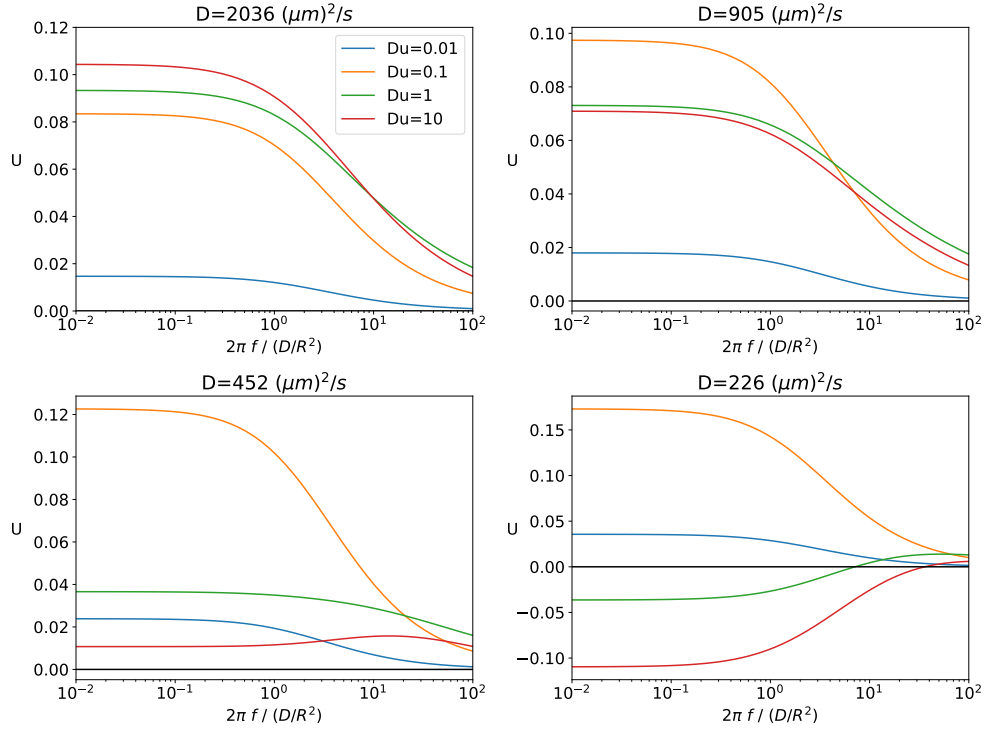 D=2036 (μm)²/s
0.12
0.10
0.08
0.06
0.04
0.02
0.00
U
Du=0.01
Du=0.1
Du=1
Du=10
10⁻² 10⁻¹ 10⁰ 10¹ 10²
2π f / (D/R²)
D=905 (μm)²/s
0.10
0.08
0.06
0.04
0.02
0.00
U
10⁻² 10⁻¹ 10⁰ 10¹ 10²
2π f / (D/R²)
D=452 (μm)²/s
0.12
0.10
0.08
0.06
0.04
0.02
0.00
U
10⁻² 10⁻¹ 10⁰ 10¹ 10²
2π f / (D/R²)
D=226 (μm)²/s
0.15
0.10
0.05
0.00
−0.05
−0.10
U
10⁻² 10⁻¹ 10⁰ 10¹ 10²
2π f / (D/R²)